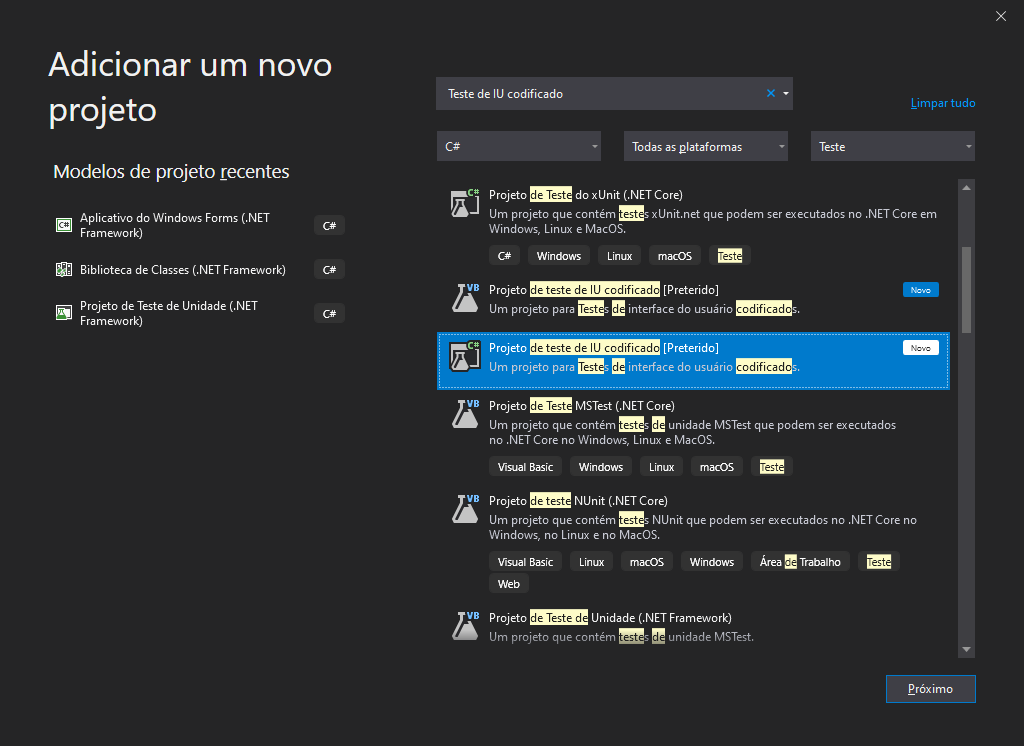 Adicionar um novo
projeto
Modelos de projeto recentes
Aplicativo do Windows Forms (.NET
Framework)
C#
Biblioteca de Classes (.NET Framework)
C#
Projeto de Teste de Unidade (.NET
Framework)
C#
Teste de IU codificado
Limpar tudo
C#
Todas as plataformas
Teste
Projeto de Teste do xUnit (.NET Core)
Um projeto que contém testes xUnit.net que podem ser executados no .NET Core em
Windows, Linux e MacOS.
C# Windows Linux macOS Teste
Projeto de teste de IU codificado [Preterido]
Novo
Um projeto para Testes de interface do usuário codificados.
Projeto de teste de IU codificado [Preterido]
Novo
Um projeto para Testes de interface do usuário codificados.
Projeto de Teste MSTest (.NET Core)
Um projeto que contém testes de unidade MSTest que podem ser executados
no .NET Core no Windows, Linux e MacOS.
Visual Basic Windows Linux macOS Teste
Projeto de teste NUnit (.NET Core)
Um projeto que contém testes NUnit que podem ser executados no .NET Core no
Windows, no Linux e no MacOS.
Visual Basic Linux macOS Windows Área de Trabalho Teste
Web
Projeto de Teste de Unidade (.NET Framework)
Um projeto que contém testes de unidade MSTest.
Próximo